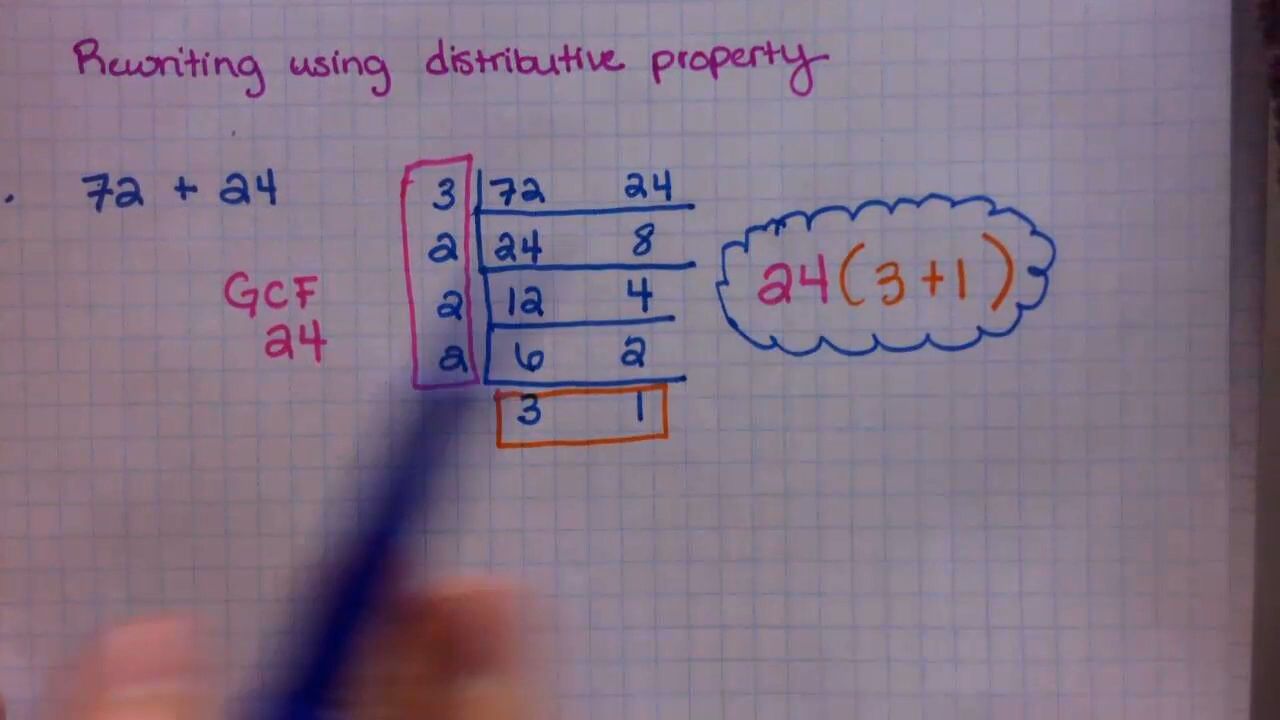 Rewriting using distributive property
72 + 24
GCF
24
3 72 24
2 24 8
2 12 4
2 6 2
3 1
24(3+1)